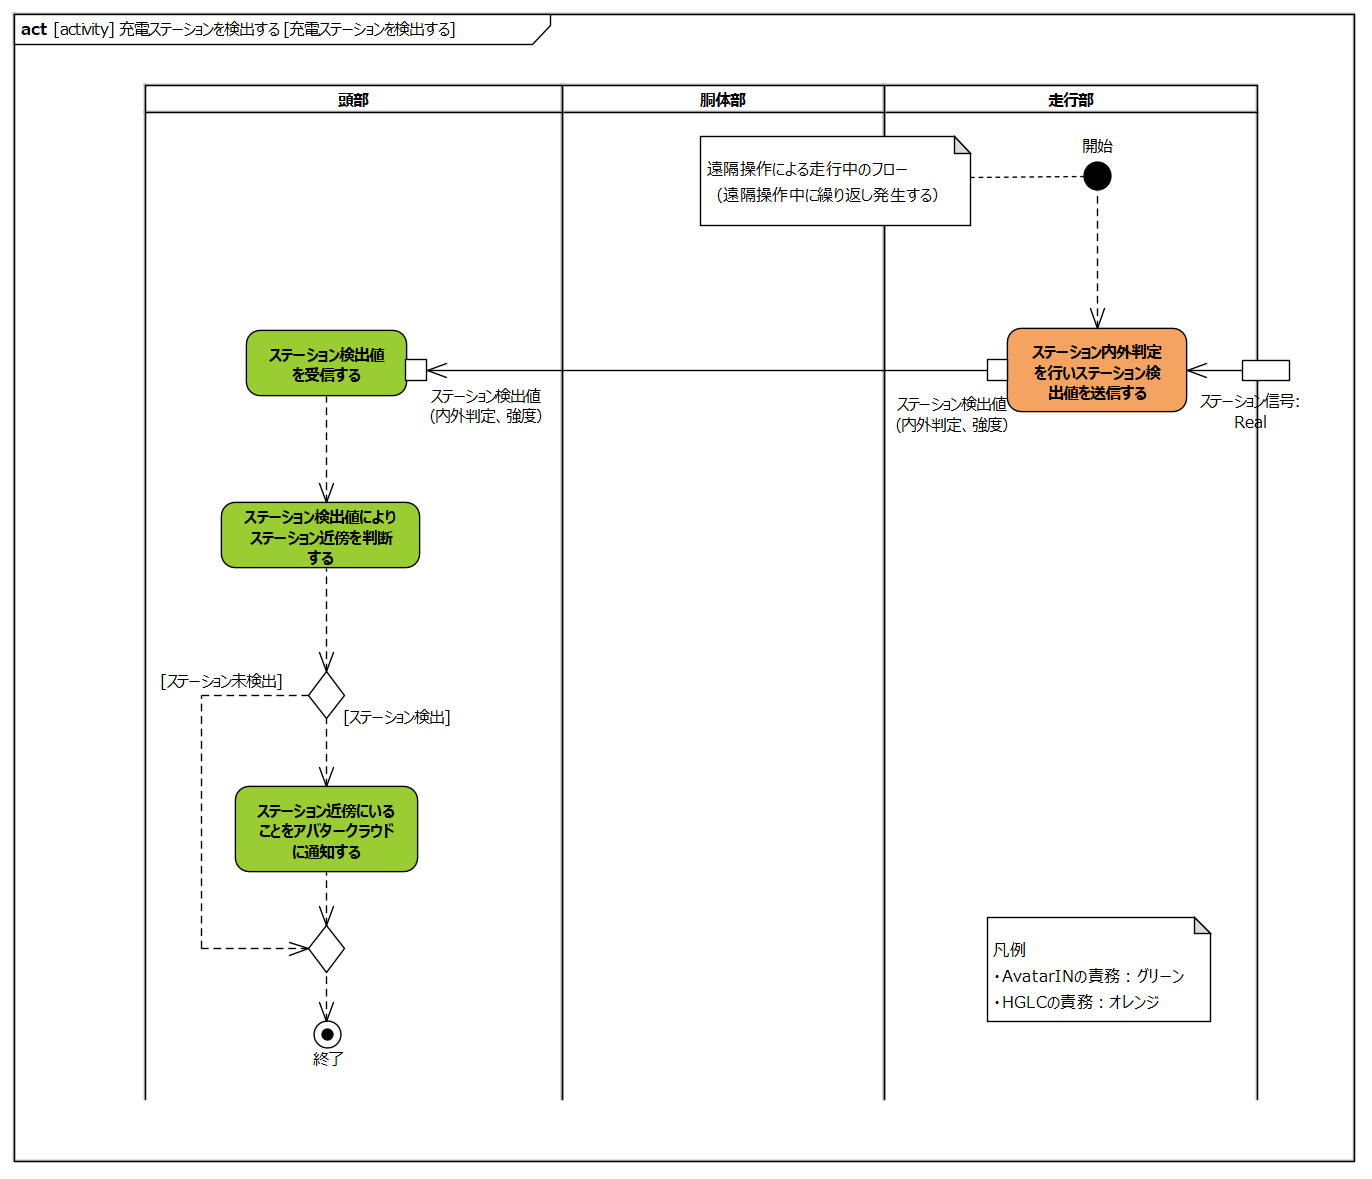 act [activity] 充電ステーションを検出する [充電ステーションを検出する]
頭部
胴体部
走行部
遠隔操作による走行中のフロー
（遠隔操作中に繰り返し発生する）
開始
ステーション検出値
を受信する
ステーション検出値
(内外判定、強度)
ステーション検出値
(内外判定、強度)
ステーション内外判定
を行いステーション検
出値を送信する
ステーション信号:
Real
ステーション検出値により
ステーション近傍を判断
する
[ステーション未検出]
[ステーション検出]
ステーション近傍にいる
ことをアバタークラウド
に通知する
終了
凡例
・AvatarINの責務：グリーン
・HGLCの責務：オレンジ